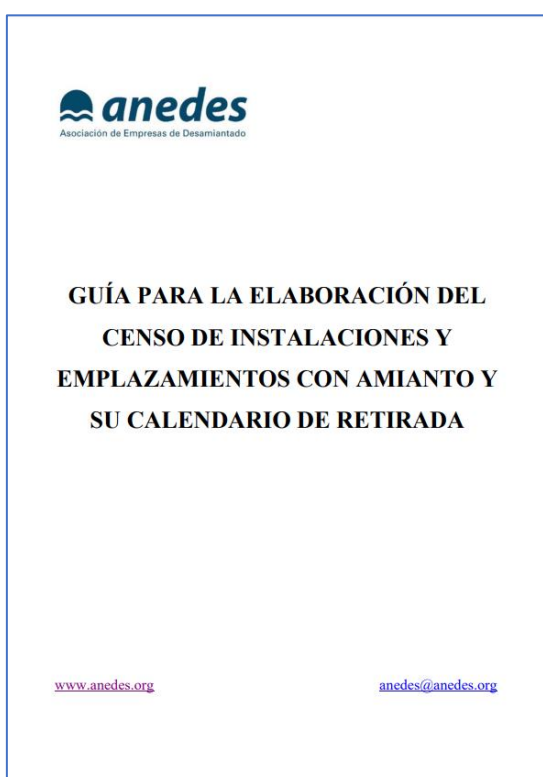 anedes
Asociación de Empresas de Desamiantado
GUÍA PARA LA ELABORACIÓN DEL
CENSO DE INSTALACIONES Y
EMPLAZAMIENTOS CON AMIANTO Y
SU CALENDARIO DE RETIRADA
www.anedes.org anedes@anedes.org